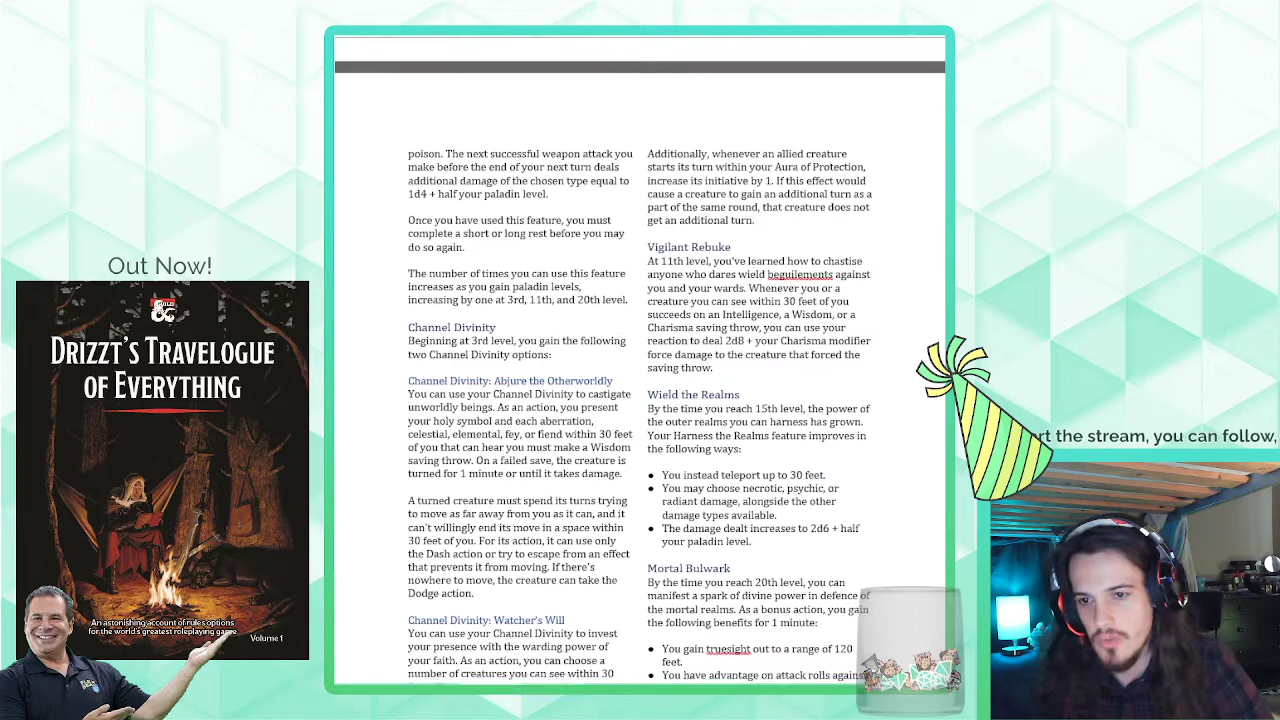 Out Now!
DRIZZT'S TRAVELOGUE
OF EVERYTHING
An astonishing account of rules options
for the world's greatest roleplaying game
Volume 1
poison. The next successful weapon attack you
make before the end of your next turn deals
additional damage of the chosen type equal to
1d4 + half your paladin level.
Once you have used this feature, you must
complete a short or long rest before you may
do so again.
The number of times you can use this feature
increases as you gain paladin levels,
increasing by one at 3rd, 11th, and 20th level.
Channel Divinity
Beginning at 3rd level, you gain the following
two Channel Divinity options:
Channel Divinity: Abjure the Otherworldly
You can use your Channel Divinity to castigate
unworldly beings. As an action, you present
your holy symbol and each aberration,
celestial, elemental, fey, or fiend within 30 feet
of you that can hear you must make a Wisdom
saving throw. On a failed save, the creature is
turned for 1 minute or until it takes damage.
A turned creature must spend its turns trying
to move as far away from you as it can, and it
can't willingly end its move in a space within
30 feet of you. For its action, it can use only
the Dash action or try to escape from an effect
that prevents it from moving. If there's
nowhere to move, the creature can take the
Dodge action.
Channel Divinity: Watcher's Will
You can use your Channel Divinity to invest
your presence with the warding power of
your faith. As an action, you can choose a
number of creatures you can see within 30
Additionally, whenever an allied creature
starts its turn within your Aura of Protection,
increase its initiative by 1. If this effect would
cause a creature to gain an additional turn as a
part of the same round, that creature does not
get an additional turn.
Vigilant Rebuke
At 11th level, you've learned how to chastise
anyone who dares wield beguilements against
you and your wards. Whenever you or a
creature you can see within 30 feet of you
succeeds on an Intelligence, a Wisdom, or a
Charisma saving throw, you can use your
reaction to deal 2d8 + your Charisma modifier
force damage to the creature that forced the
saving throw.
Wield the Realms
By the time you reach 15th level, the power of
the outer realms you can harness has grown.
Your Harness the Realms feature improves in
the following ways:
● You instead teleport up to 30 feet.
● You may choose necrotic, psychic, or
radiant damage, alongside the other
damage types available.
● The damage dealt increases to 2d6 + half
your paladin level.
Mortal Bulwark
By the time you reach 20th level, you can
manifest a spark of divine power in defence of
the mortal realms. As a bonus action, you gain
the following benefits for 1 minute:
● You gain truesight out to a range of 120
feet.
● You have advantage on attack rolls against
rt the stream, you can follow,